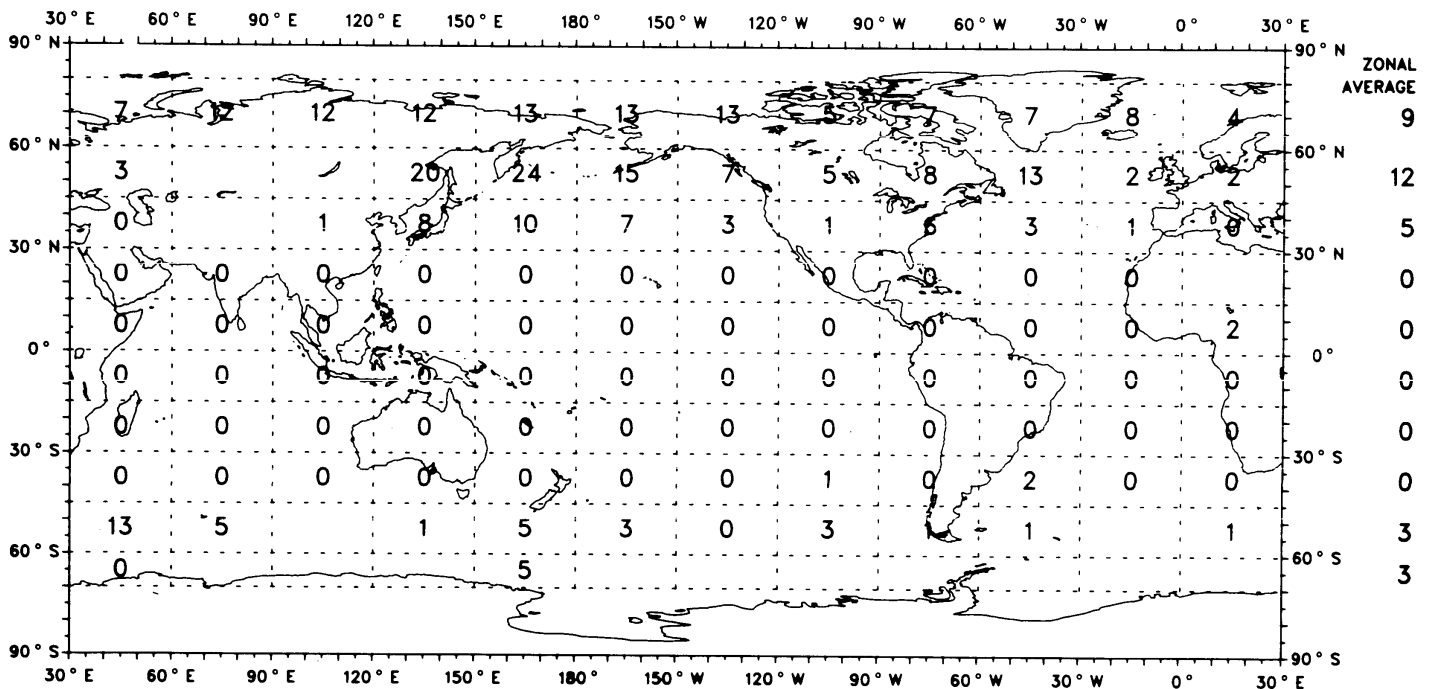 30° E 60° E 90° E 120° E 150° E 180° 150° W 120° W 90° W 60° W 30° W 0° 30° E
90° N 90° N
ZONAL
AVERAGE
7 12 12 12 13 13 13 5 7 7 8 4 9
60° N 60° N
3 20 24 15 7 5 8 13 2 2 12
0 1 8 10 7 3 1 6 3 1 0 5
30° N 30° N
0 0 0 0 0 0 0 0 0 0 0 0
0 0 0 0 0 0 0 0 0 0 0 2 0
0° 0°
0 0 0 0 0 0 0 0 0 0 0 0 0
0 0 0 0 0 0 0 0 0 0 0 0 0
30° S 30° S
0 0 0 0 0 0 0 1 0 2 0 0 0
13 5 1 5 3 0 3 1 1 1 3
60° S 60° S
0 5 3
90° S 90° S
30° E 60° E 90° E 120° E 150° E 180° 150° W 120° W 90° W 60° W 30° W 0° 30° E